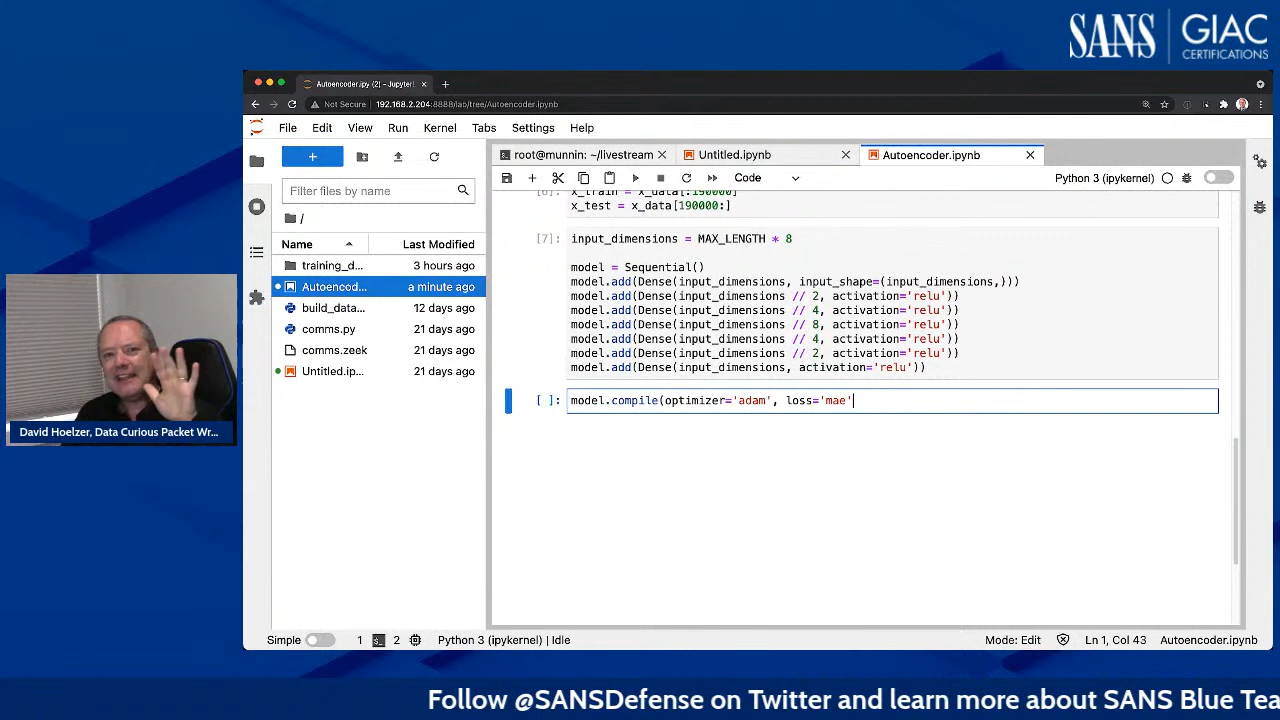 SANS
GIAC
CERTIFICATIONS
Autoencoder.ipy (2) - JupyterL
Not Secure
192.168.2.204:8888/lab/tree/Autoencoder.ipynb
File Edit View Run Kernel Tabs Settings Help
root@munnin: ~/livestream
Untitled.ipynb
Autoencoder.ipynb
Code
Python 3 (ipykernel)
Filter files by name
/
Name
Last Modified
training_d... 3 hours ago
Autoencod... a minute ago
build_data... 12 days ago
comms.py 21 days ago
comms.zeek 21 days ago
Untitled.ip... 21 days ago
[6]: x_train = x_data[:190000]
x_test = x_data[190000:]
[7]: input_dimensions = MAX_LENGTH * 8
model = Sequential()
model.add(Dense(input_dimensions, input_shape=(input_dimensions,)))
model.add(Dense(input_dimensions // 2, activation='relu'))
model.add(Dense(input_dimensions // 4, activation='relu'))
model.add(Dense(input_dimensions // 8, activation='relu'))
model.add(Dense(input_dimensions // 4, activation='relu'))
model.add(Dense(input_dimensions // 2, activation='relu'))
model.add(Dense(input_dimensions, activation='relu'))
[ ]: model.compile(optimizer='adam', loss='mae'
David Hoelzer, Data Curious Packet Wr...
Simple
1
2
Python 3 (ipykernel) | Idle
Mode: Edit
Ln 1, Col 43
Autoencoder.ipynb
Follow @SANSDefense on Twitter and learn more about SANS Blue Tea